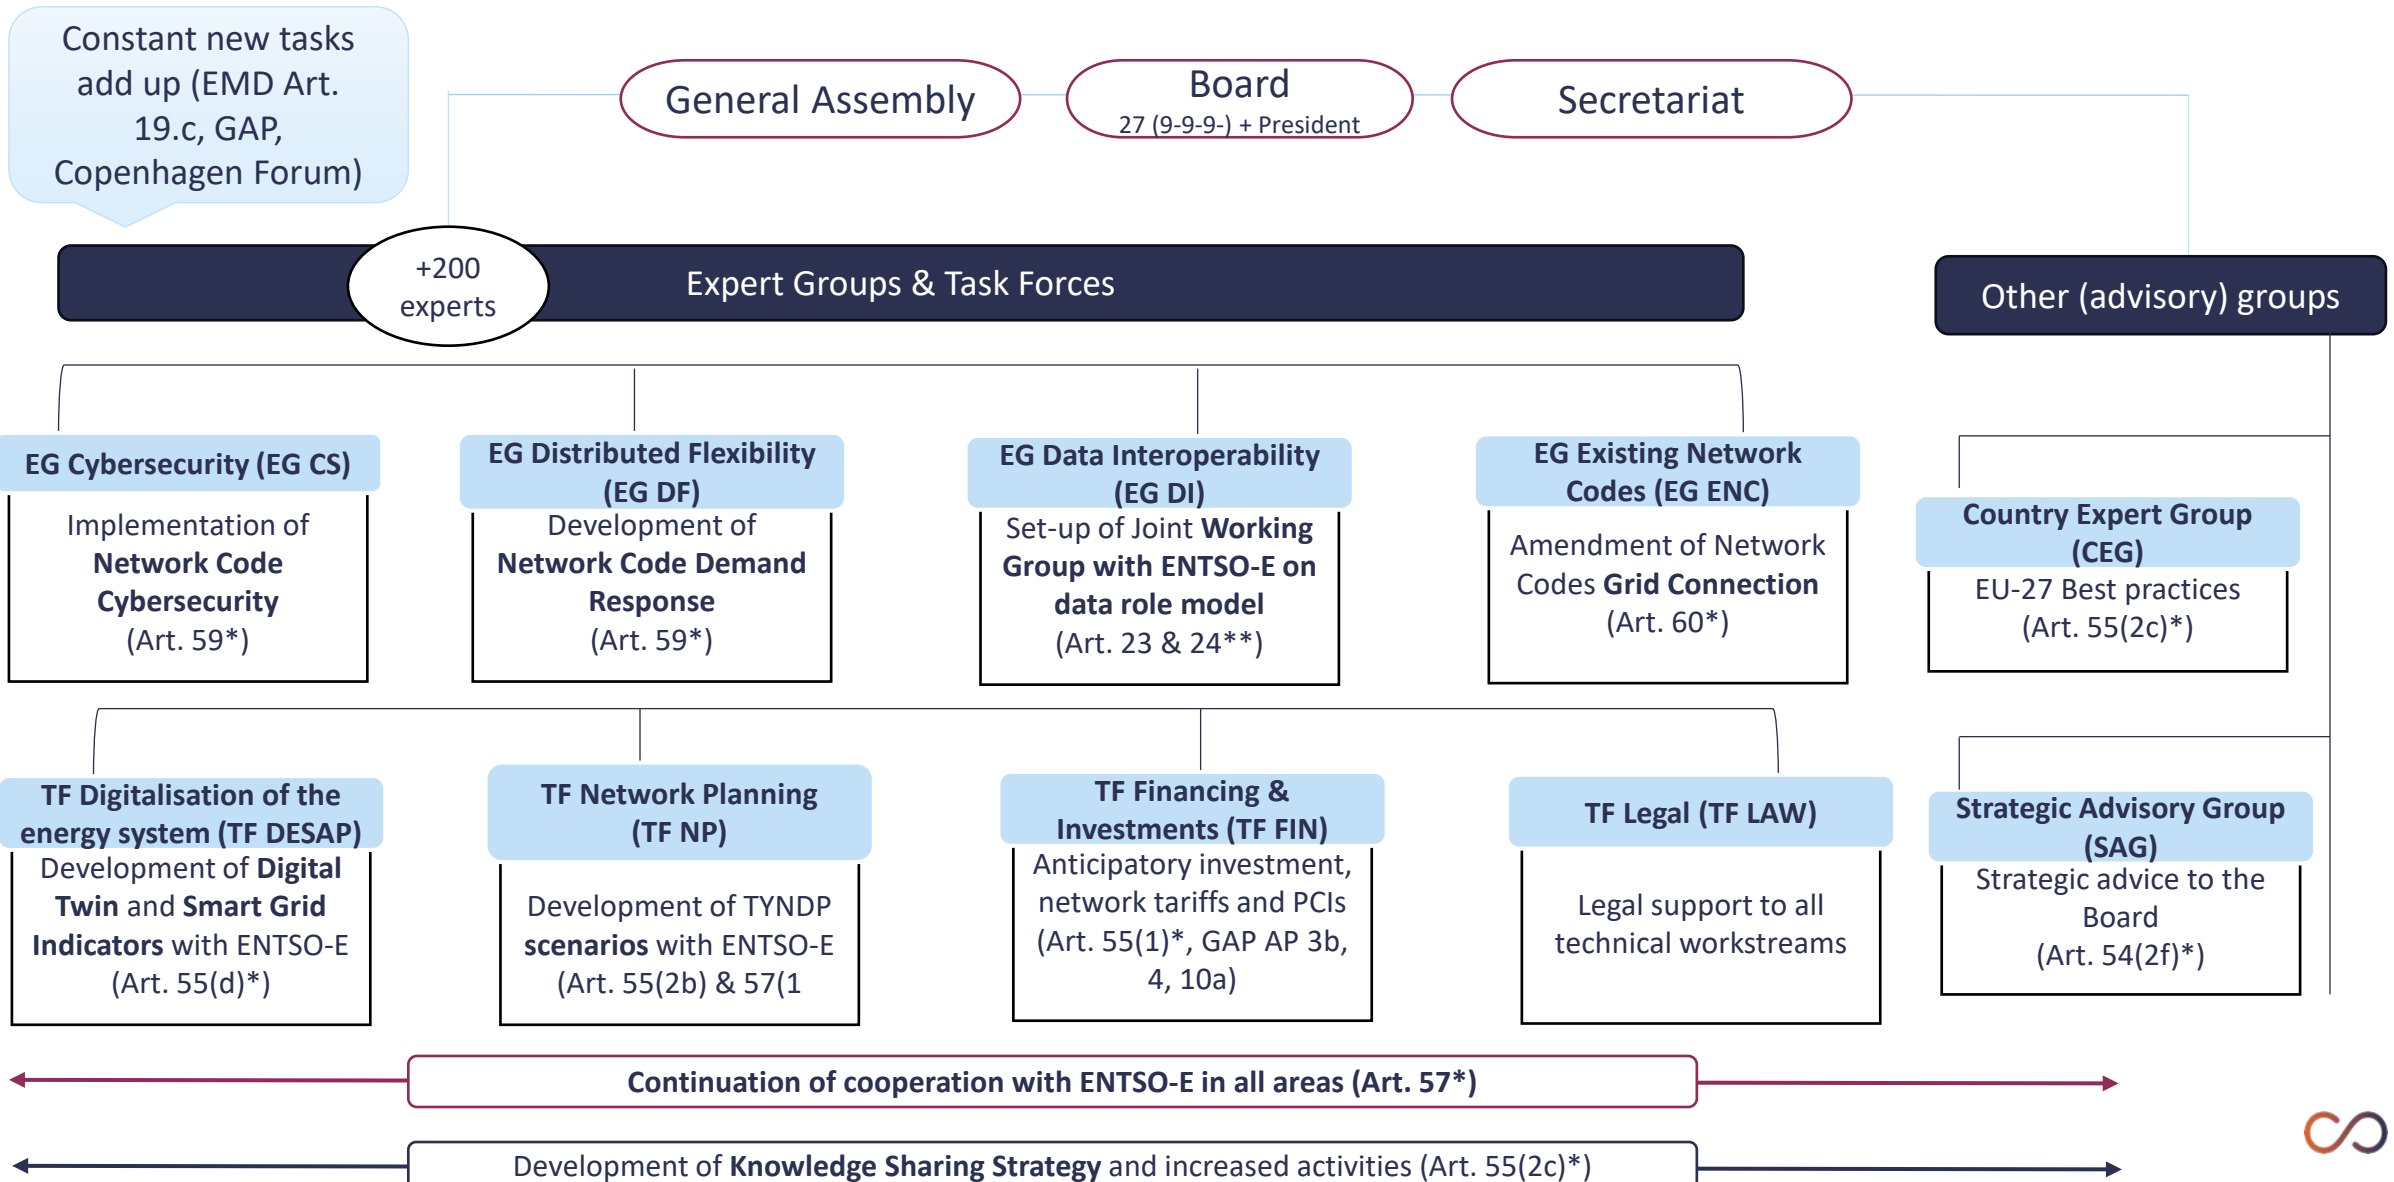 Constant new tasks
add up (EMD Art.
19.c, GAP,
Copenhagen Forum)
General Assembly
Board
27 (9-9-9-) + President
Secretariat
+200
experts
Expert Groups & Task Forces
Other (advisory) groups
EG Cybersecurity (EG CS)
Implementation of
Network Code
Cybersecurity
(Art. 59*)
EG Distributed Flexibility
(EG DF)
Development of
Network Code Demand
Response
(Art. 59*)
EG Data Interoperability
(EG DI)
Set-up of Joint Working
Group with ENTSO-E on
data role model
(Art. 23 & 24**)
EG Existing Network
Codes (EG ENC)
Amendment of Network
Codes Grid Connection
(Art. 60*)
Country Expert Group
(CEG)
EU-27 Best practices
(Art. 55(2c)*)
TF Digitalisation of the
energy system (TF DESAP)
Development of Digital
Twin and Smart Grid
Indicators with ENTSO-E
(Art. 55(d)*)
TF Network Planning
(TF NP)
Development of TYNDP
scenarios with ENTSO-E
(Art. 55(2b) & 57(1
TF Financing &
Investments (TF FIN)
Anticipatory investment,
network tariffs and PCIs
(Art. 55(1)*, GAP AP 3b,
4, 10a)
TF Legal (TF LAW)
Legal support to all
technical workstreams
Strategic Advisory Group
(SAG)
Strategic advice to the
Board
(Art. 54(2f)*)
Continuation of cooperation with ENTSO-E in all areas (Art. 57*)
Development of Knowledge Sharing Strategy and increased activities (Art. 55(2c)*)